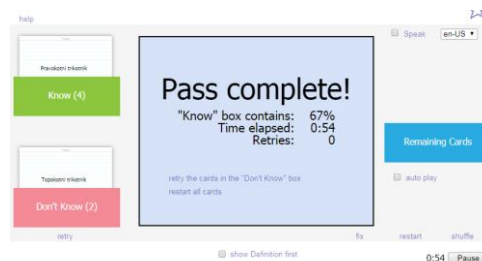 help
Speak
en-US
Pravokotni trikotnik
Know (4)
Pass complete!
"Know" box contains: 67%
Time elapsed: 0:54
Retries: 0
retry the cards in the "Don't Know" box
restart all cards
Remaining Cards
auto play
Topokotni trikotnik
Don't Know (2)
retry
fix
restart
shuffle
show Definition first
0:54
Pause